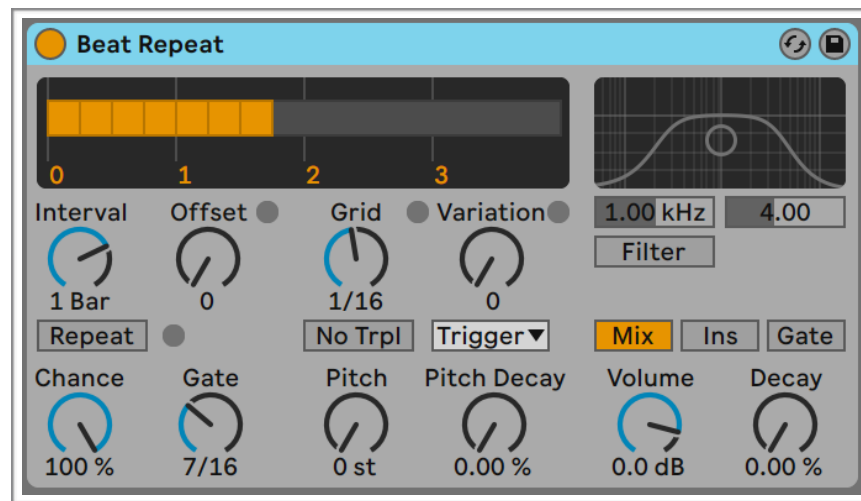 Beat Repeat
0 1 2 3
Interval Offset Grid Variation
1 Bar 0 1/16 0
1.00 kHz 4.00
Filter
Repeat No Trpl Trigger Mix Ins Gate
Chance Gate Pitch Pitch Decay Volume Decay
100 % 7/16 0 st 0.00 % 0.0 dB 0.00 %